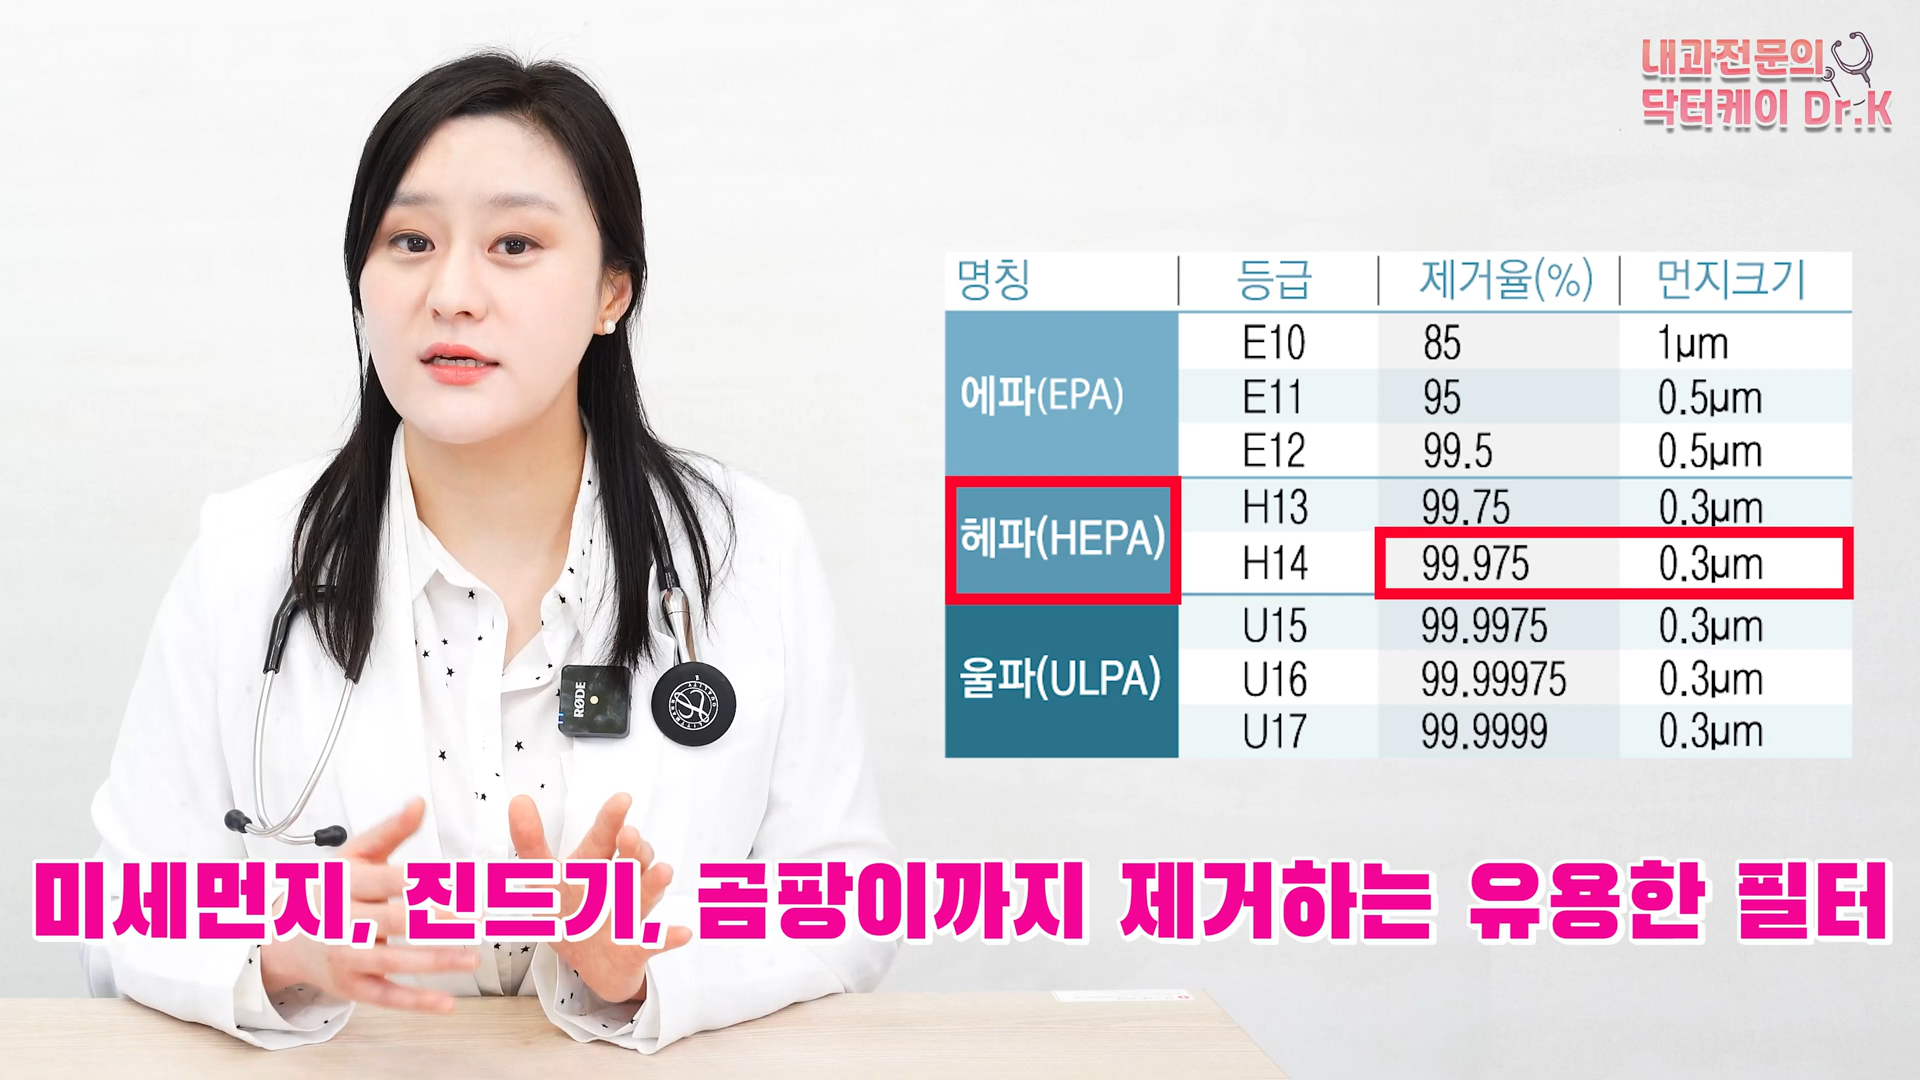 내과전문의
닥터케이 Dr.K
명칭 등급 제거율(%) 먼지크기
에파(EPA) E10 85 1μm
E11 95 0.5μm
E12 99.5 0.5μm
헤파(HEPA) H13 99.75 0.3μm
H14 99.975 0.3μm
울파(ULPA) U15 99.9975 0.3μm
U16 99.99975 0.3μm
U17 99.9999 0.3μm
RØDE
미세먼지, 진드기, 곰팡이까지 제거하는 유용한 필터